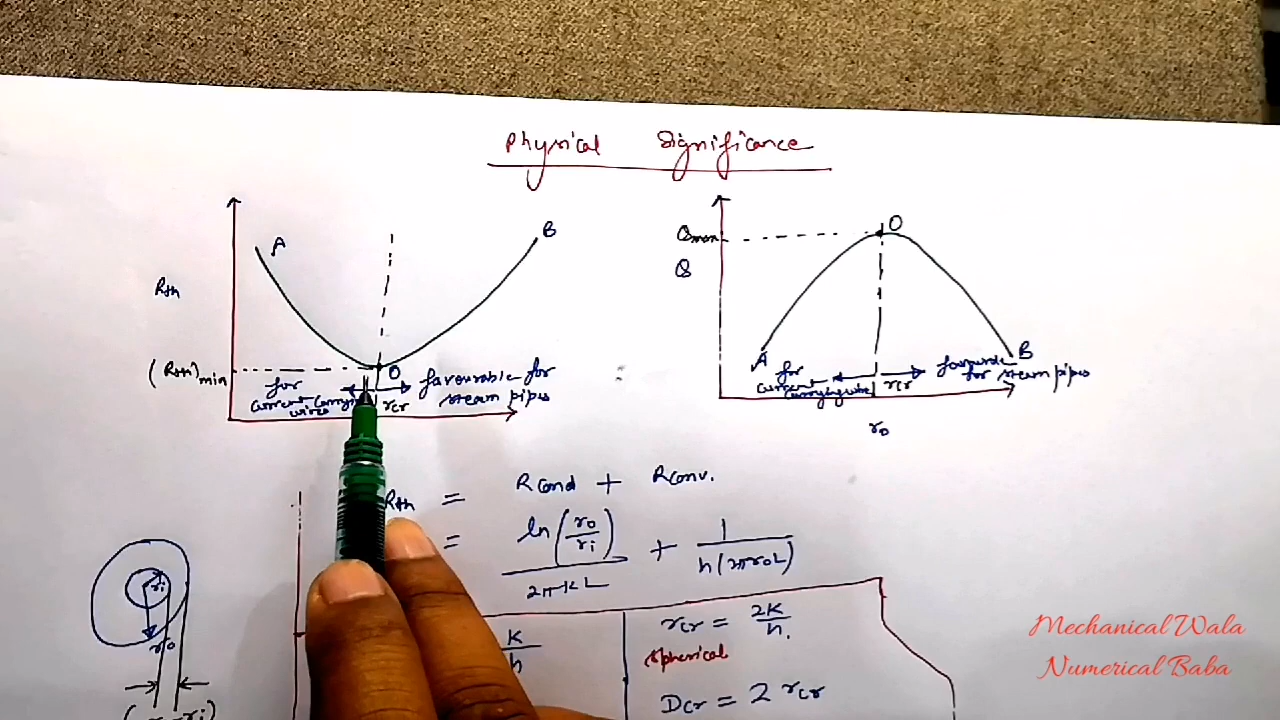 Physical Significance
A
B
Rth
(Rth)min
O
for current carrying wires
rcr
favourable for steam pipes
Qmax
Q
O
A
B
for current carrying wire
rcr
favourable for steam pipes
ro
Rth = Rcond + Rconv.
= ln(ro/ri)/2πKL + 1/h(2πroL)
ri
ro
K/h
rcr = 2K/h.
Spherical
Dcr = 2 rcr
Mechanical Wala
Numerical Baba